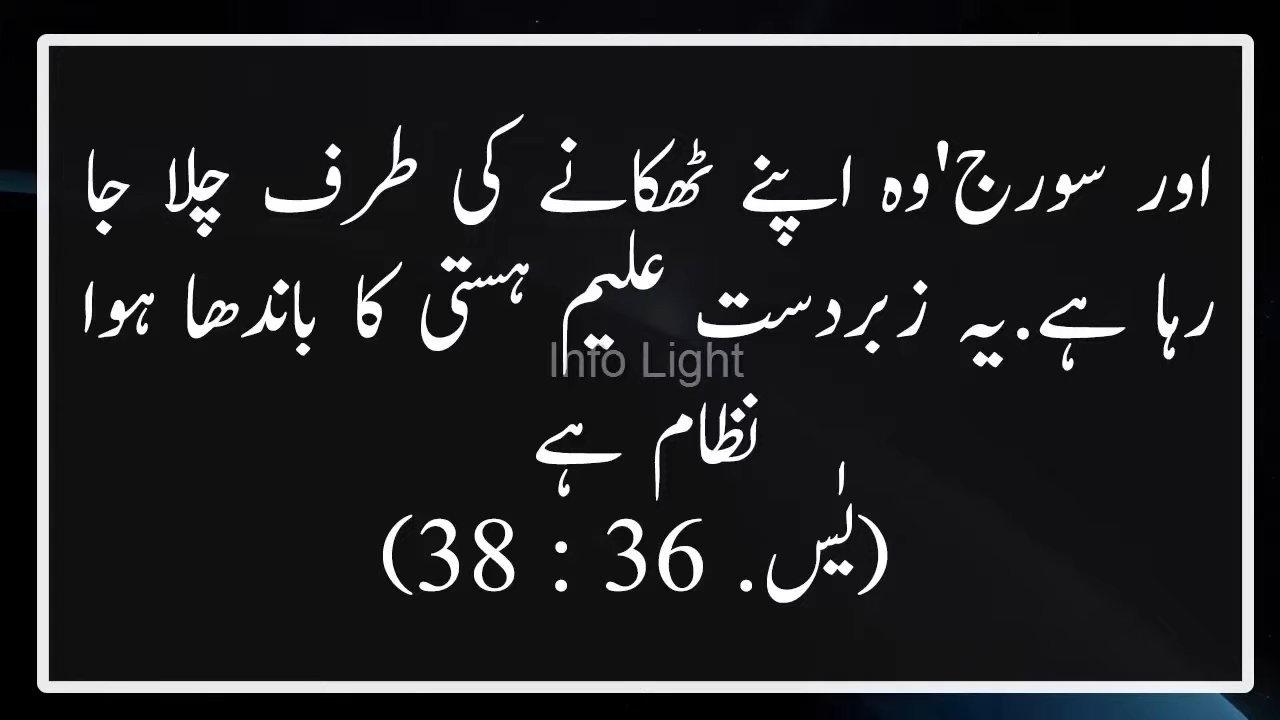 اور سورج'وہ اپنے ٹھکانے کی طرف چلا جا
رہا ہے.یہ زبردست علیم ہستی کا باندھا ہوا
Info Light
نظام ہے
(یٰس. 36 : 38)